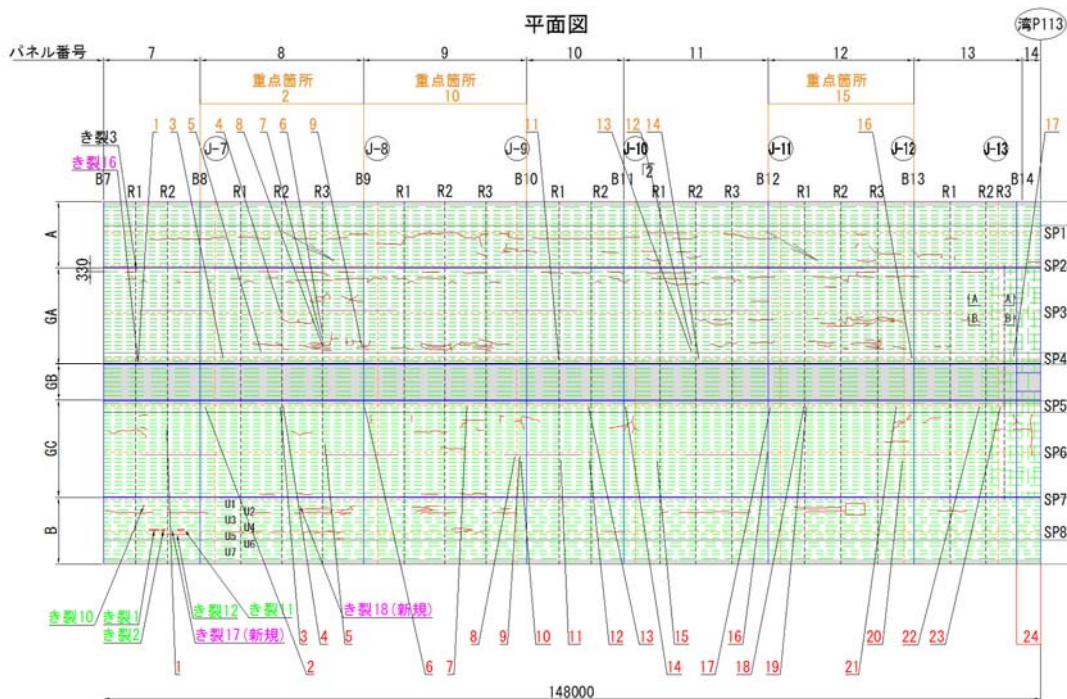 平面図
湾P113
パネル番号 7 8 9 10 11 12 13 14
重点箇所 重点箇所 重点箇所
2 10 15
1 3 5 4 8 7 6 9 11 13 12 14 16 17
き裂3
き裂16
J-7 J-8 J-9 J-10 J-11 J-12 J-13
B7 B8 B9 B10 B11 B12 B13 B14
R1 R2 R1 R2 R3 R1 R2 R3 R1 R2 R1 R2 R3 R1 R2 R3 R1 R2 R3
A
SP1
330
SP2
GA
A A
SP3
B B
SP4
GB
SP5
GC
SP6
SP7
B
U1
U2
U3
U4
SP8
U5
U6
U7
き裂10 き裂1 き裂12 き裂11 き裂18(新規)
き裂2 き裂17(新規)
1 2 3 4 5 6 7 8 9 10 11 12 13 14 15 16 17 18 19 20 21 22 23 24
148000